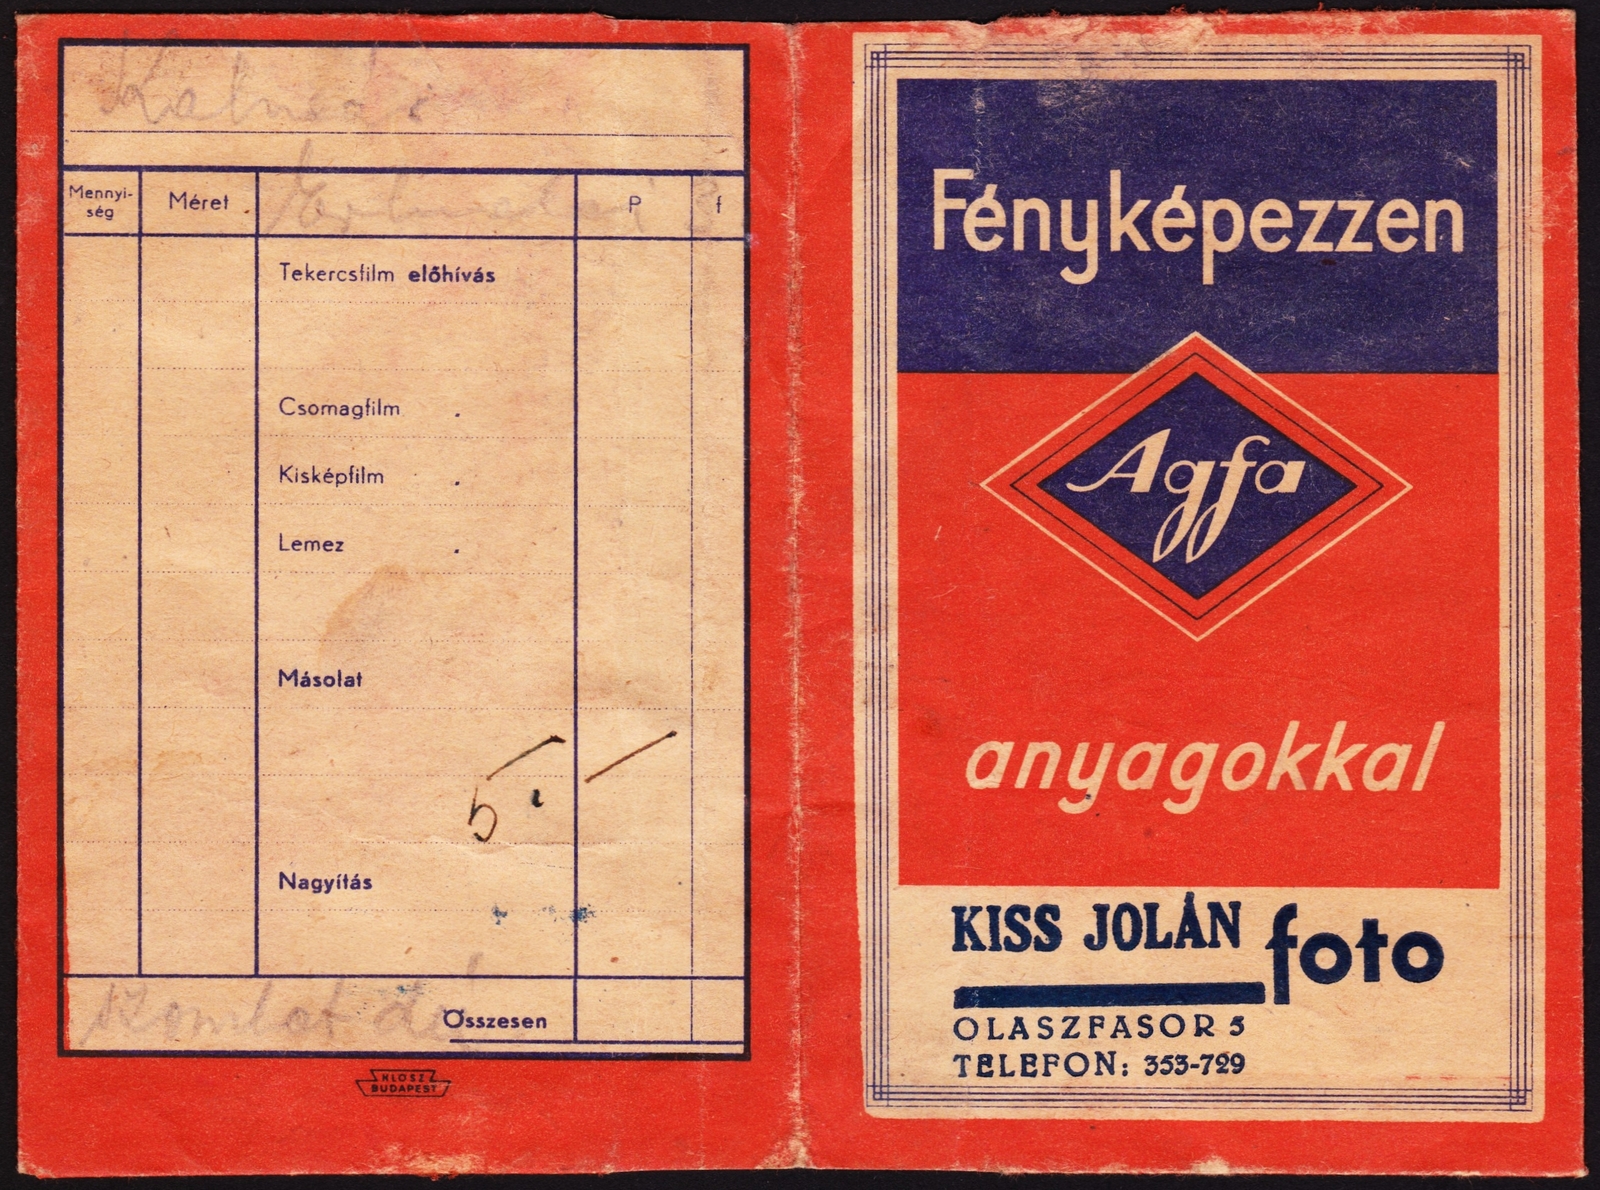 Mennyi-
ség
Méret
P
f
Tekercsfilm előhívás
Csomagfilm .
Kisképfilm .
Lemez .
Másolat
5
Nagyítás
Összesen
KLÖSZ
BUDAPEST
Fényképezzen
Agfa
anyagokkal
KISS JOLÁN foto
OLASZFASOR 5
TELEFON: 353-729